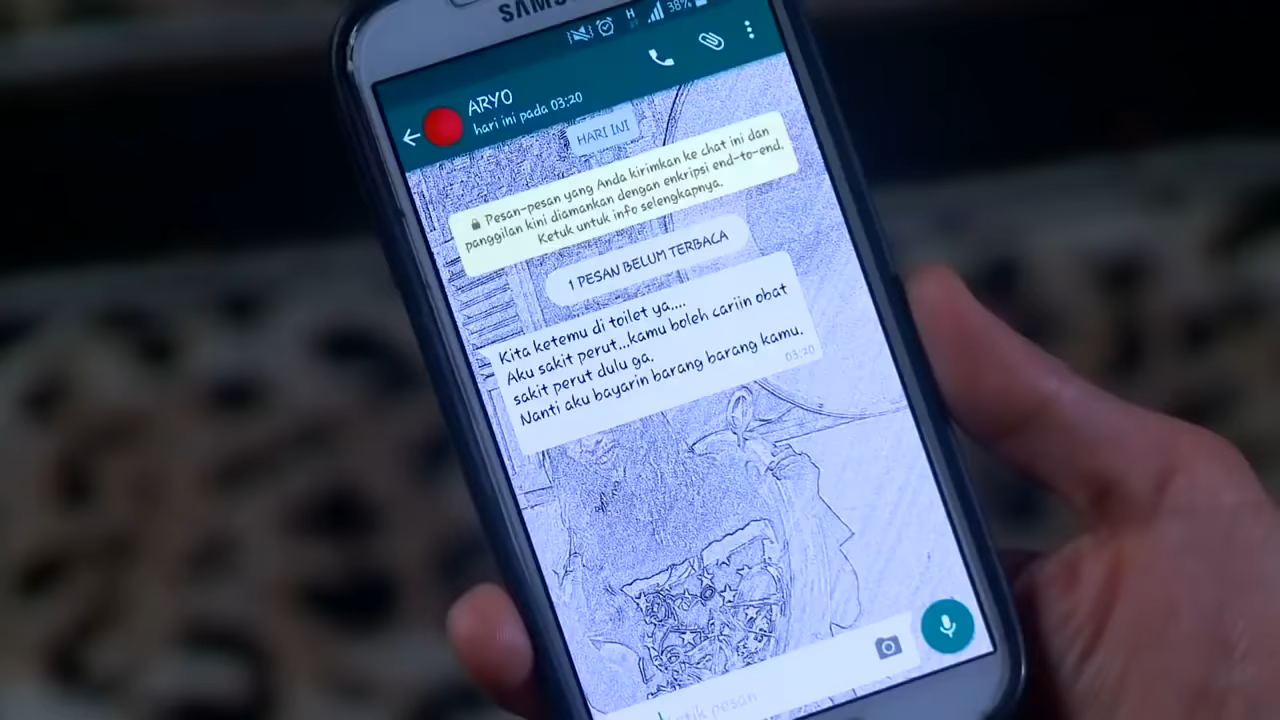 SAMSUNG
H
38%
ARYO
hari ini pada 03:20
HARI INI
Pesan-pesan yang Anda kirimkan ke chat ini dan
panggilan kini diamankan dengan enkripsi end-to-end.
Ketuk untuk info selengkapnya.
1 PESAN BELUM TERBACA
Kita ketemu di toilet ya....
Aku sakit perut...kamu boleh cariin obat
sakit perut dulu ga.
Nanti aku bayarin barang barang kamu.
03:20
Ketik pesan